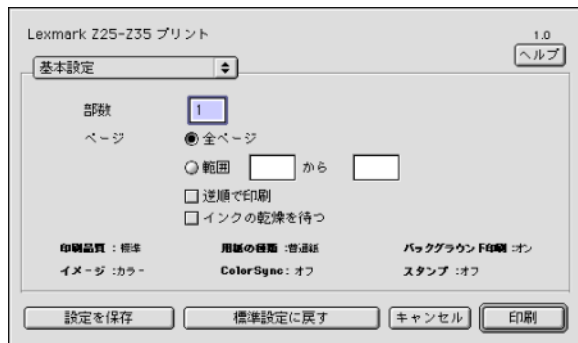 Lexmark Z25-Z35 プリント
1.0
ヘルプ
基本設定
部数 1
ページ 全ページ
範囲 から
逆順で印刷
インクの乾燥を待つ
印刷品質 : 標準 用紙の種類 :普通紙 バックグラウンド印刷 :オン
イメージ :カラー ColorSync : オフ スタンプ :オフ
設定を保存 標準設定に戻す キャンセル 印刷